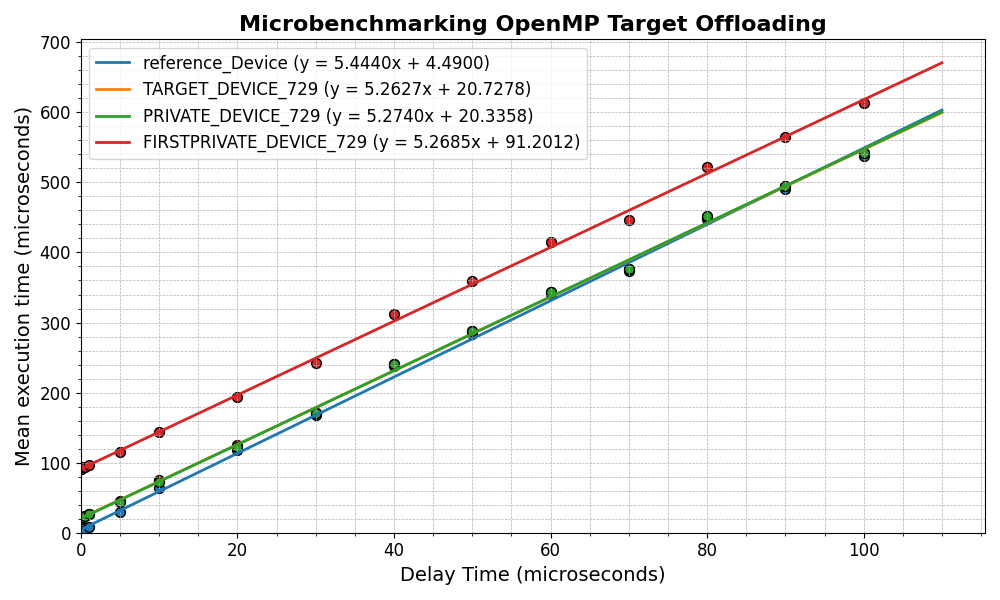 Microbenchmarking OpenMP Target Offloading
reference_Device (y = 5.4440x + 4.4900)
TARGET_DEVICE_729 (y = 5.2627x + 20.7278)
PRIVATE_DEVICE_729 (y = 5.2740x + 20.3358)
FIRSTPRIVATE_DEVICE_729 (y = 5.2685x + 91.2012)
Mean execution time (microseconds)
700
600
500
400
300
200
100
0
0 20 40 60 80 100
Delay Time (microseconds)